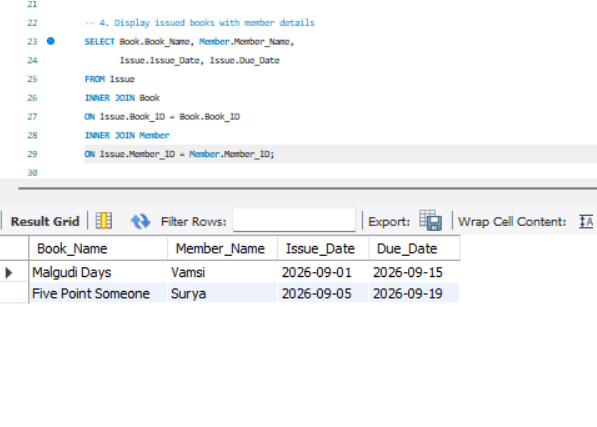 21
22 -- 4. Display issued books with member details
23 SELECT Book.Book_Name, Member.Member_Name,
24 Issue.Issue_Date, Issue.Due_Date
25 FROM Issue
26 INNER JOIN Book
27 ON Issue.Book_ID = Book.Book_ID
28 INNER JOIN Member
29 ON Issue.Member_ID = Member.Member_ID;
30
Result Grid Filter Rows: Export: Wrap Cell Content: IA
Book_Name Member_Name Issue_Date Due_Date
Malgudi Days Vamsi 2026-09-01 2026-09-15
Five Point Someone Surya 2026-09-05 2026-09-19